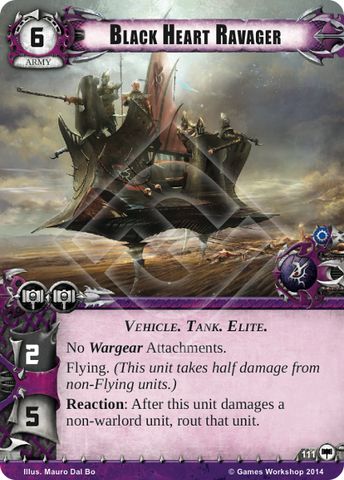 6
BLACK HEART RAVAGER
ARMY
VEHICLE. TANK. ELITE.
2
No Wargear Attachments.
Flying. (This unit takes half damage from
non-Flying units.)
5
Reaction: After this unit damages a
non-warlord unit, rout that unit.
111
Illus. Mauro Dal Bo
© Games Workshop 2014